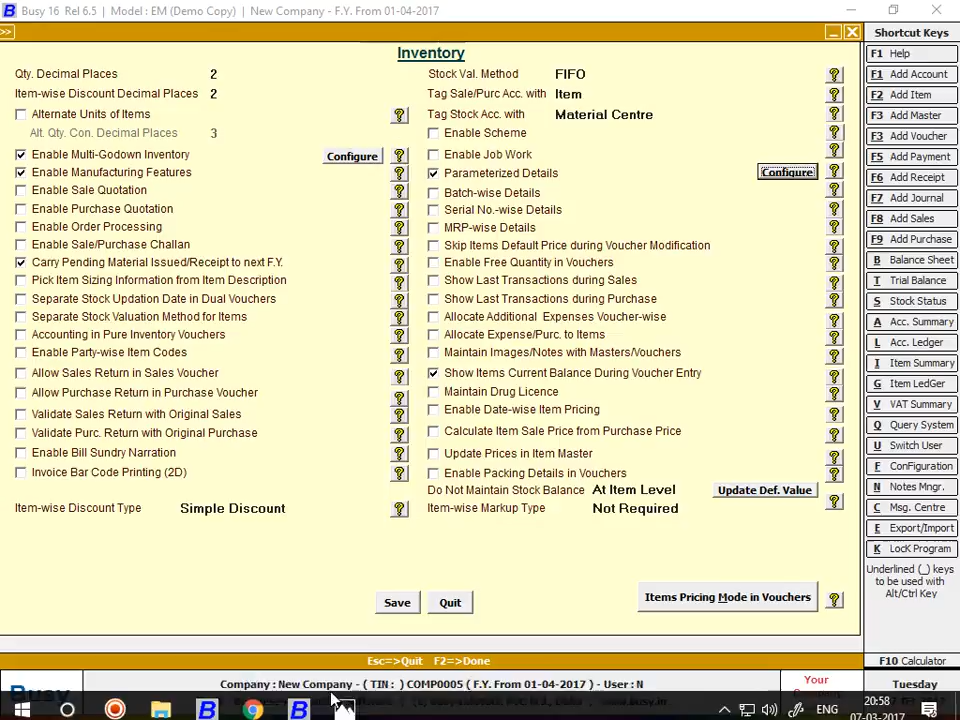 Busy 16 Rel 6.5 | Model : EM (Demo Copy) | New Company - F.Y. From 01-04-2017
>>
Inventory
Qty. Decimal Places 2
Item-wise Discount Decimal Places 2
Alternate Units of Items ?
Alt. Qty. Con. Decimal Places 3
Enable Multi-Godown Inventory Configure ?
Enable Manufacturing Features ?
Enable Sale Quotation ?
Enable Purchase Quotation ?
Enable Order Processing ?
Enable Sale/Purchase Challan ?
Carry Pending Material Issued/Receipt to next F.Y. ?
Pick Item Sizing Information from Item Description ?
Separate Stock Updation Date in Dual Vouchers ?
Separate Stock Valuation Method for Items ?
Accounting in Pure Inventory Vouchers ?
Enable Party-wise Item Codes ?
Allow Sales Return in Sales Voucher ?
Allow Purchase Return in Purchase Voucher ?
Validate Sales Return with Original Sales ?
Validate Purc. Return with Original Purchase ?
Enable Bill Sundry Narration ?
Invoice Bar Code Printing (2D) ?
Item-wise Discount Type Simple Discount ?
Stock Val. Method FIFO ?
Tag Sale/Purc Acc. with Item ?
Tag Stock Acc. with Material Centre ?
Enable Scheme ?
Enable Job Work ?
Parameterized Details Configure ?
Batch-wise Details ?
Serial No.-wise Details ?
MRP-wise Details ?
Skip Items Default Price during Voucher Modification ?
Enable Free Quantity in Vouchers ?
Show Last Transactions during Sales ?
Show Last Transactions during Purchase ?
Allocate Additional Expenses Voucher-wise ?
Allocate Expense/Purc. to Items ?
Maintain Images/Notes with Masters/Vouchers ?
Show Items Current Balance During Voucher Entry ?
Maintain Drug Licence ?
Enable Date-wise Item Pricing ?
Calculate Item Sale Price from Purchase Price ?
Update Prices in Item Master ?
Enable Packing Details in Vouchers ?
Do Not Maintain Stock Balance At Item Level Update Def. Value
Item-wise Markup Type Not Required ?
Save Quit
Items Pricing Mode in Vouchers ?
Esc=>Quit F2=>Done
Company : New Company - ( TIN : ) COMP0005 ( F.Y. From 01-04-2017 ) - User : N
Shortcut Keys
F1 Help
F1 Add Account
F2 Add Item
F3 Add Master
F3 Add Voucher
F5 Add Payment
F6 Add Receipt
F7 Add Journal
F8 Add Sales
F9 Add Purchase
B Balance Sheet
T Trial Balance
S Stock Status
A Acc. Summary
L Acc. Ledger
I Item Summary
G Item LedGer
V VAT Summary
Q Query System
U Switch User
F ConFiguration
N Notes Mngr.
C Msg. Centre
E Export/Import
K LocK Program
Underlined (_) keys
to be used with
Alt/Ctrl Key
F10 Calculator
Your
Tuesday
Busy
ENG
20:58
07-03-2017